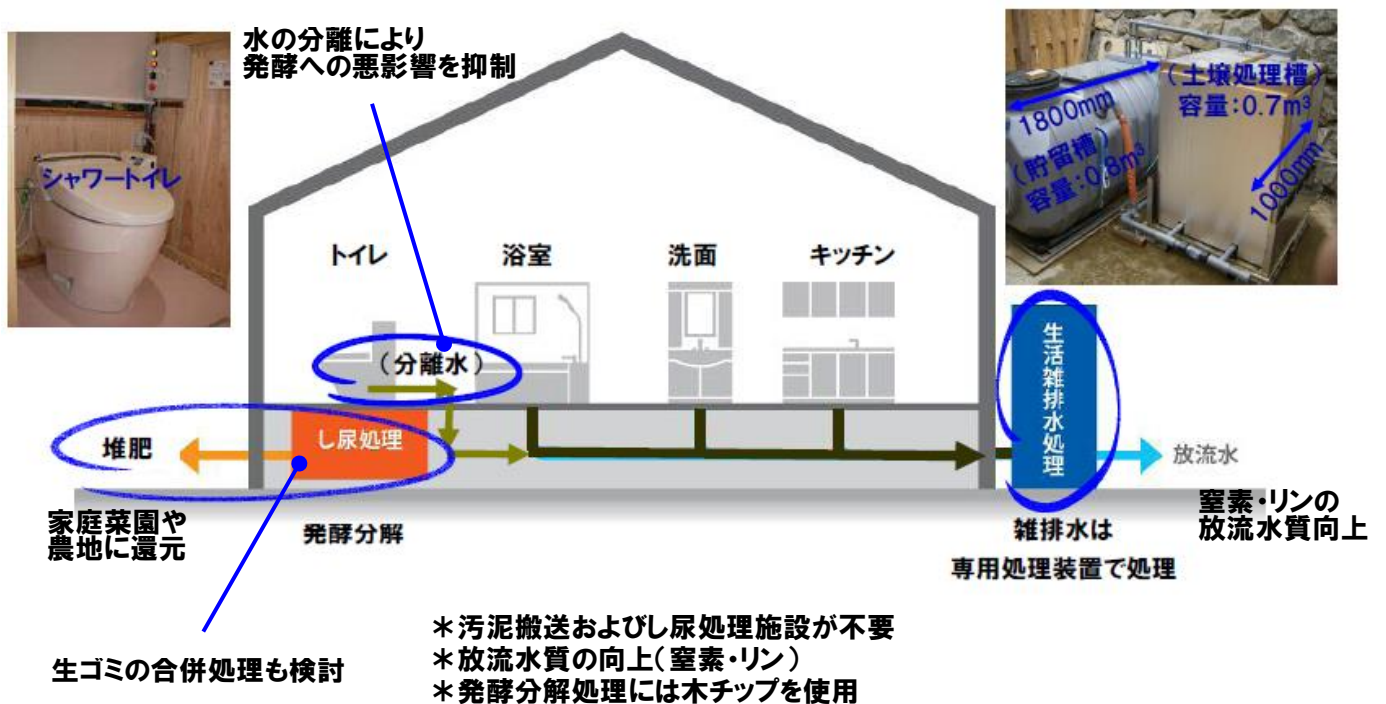 水の分離により
発酵への悪影響を抑制
シャワートイレ
(土壌処理槽)
容量:0.7m³
1800mm
(貯留槽)
容量:0.8m³
1000mm
トイレ
浴室
洗面
キッチン
(分離水)
し尿処理
堆肥
生活雑排水処理
放流水
家庭菜園や
農地に還元
発酵分解
雑排水は
専用処理装置で処理
窒素・リンの
放流水質向上
生ゴミの合併処理も検討
＊汚泥搬送およびし尿処理施設が不要
＊放流水質の向上(窒素・リン)
＊発酵分解処理には木チップを使用